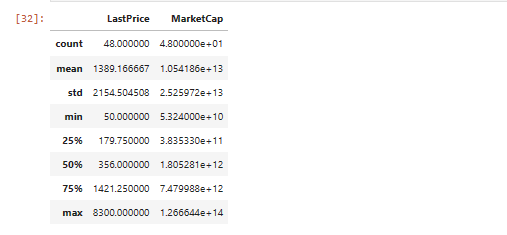 [32]:
LastPrice MarketCap
count 48.000000 4.800000e+01
mean 1389.166667 1.054186e+13
std 2154.504508 2.525972e+13
min 50.000000 5.324000e+10
25% 179.750000 3.835330e+11
50% 356.000000 1.805281e+12
75% 1421.250000 7.479988e+12
max 8300.000000 1.266644e+14